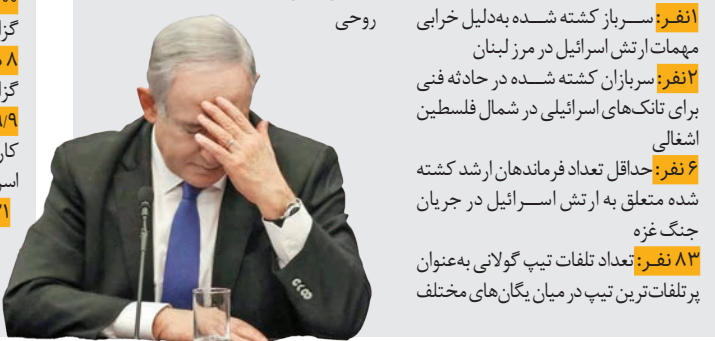 ۱نفر: سرباز کشته شده به‌دلیل خرابی
مهمات ارتش اسرائیل در مرز لبنان
۲نفر: سربازان کشته شده در حادثه فنی
برای تانک‌های اسرائیلی در شمال فلسطین
اشغالی
۶ نفر: حداقل تعداد فرماندهان ارشد کشته
شده متعلق به ارتش اسرائیل در جریان
جنگ غزه
۸۳ نفر: تعداد تلفات تیپ گولانی به‌عنوان
پرتلفات‌ترین تیپ در میان یگان‌های مختلف
روحی